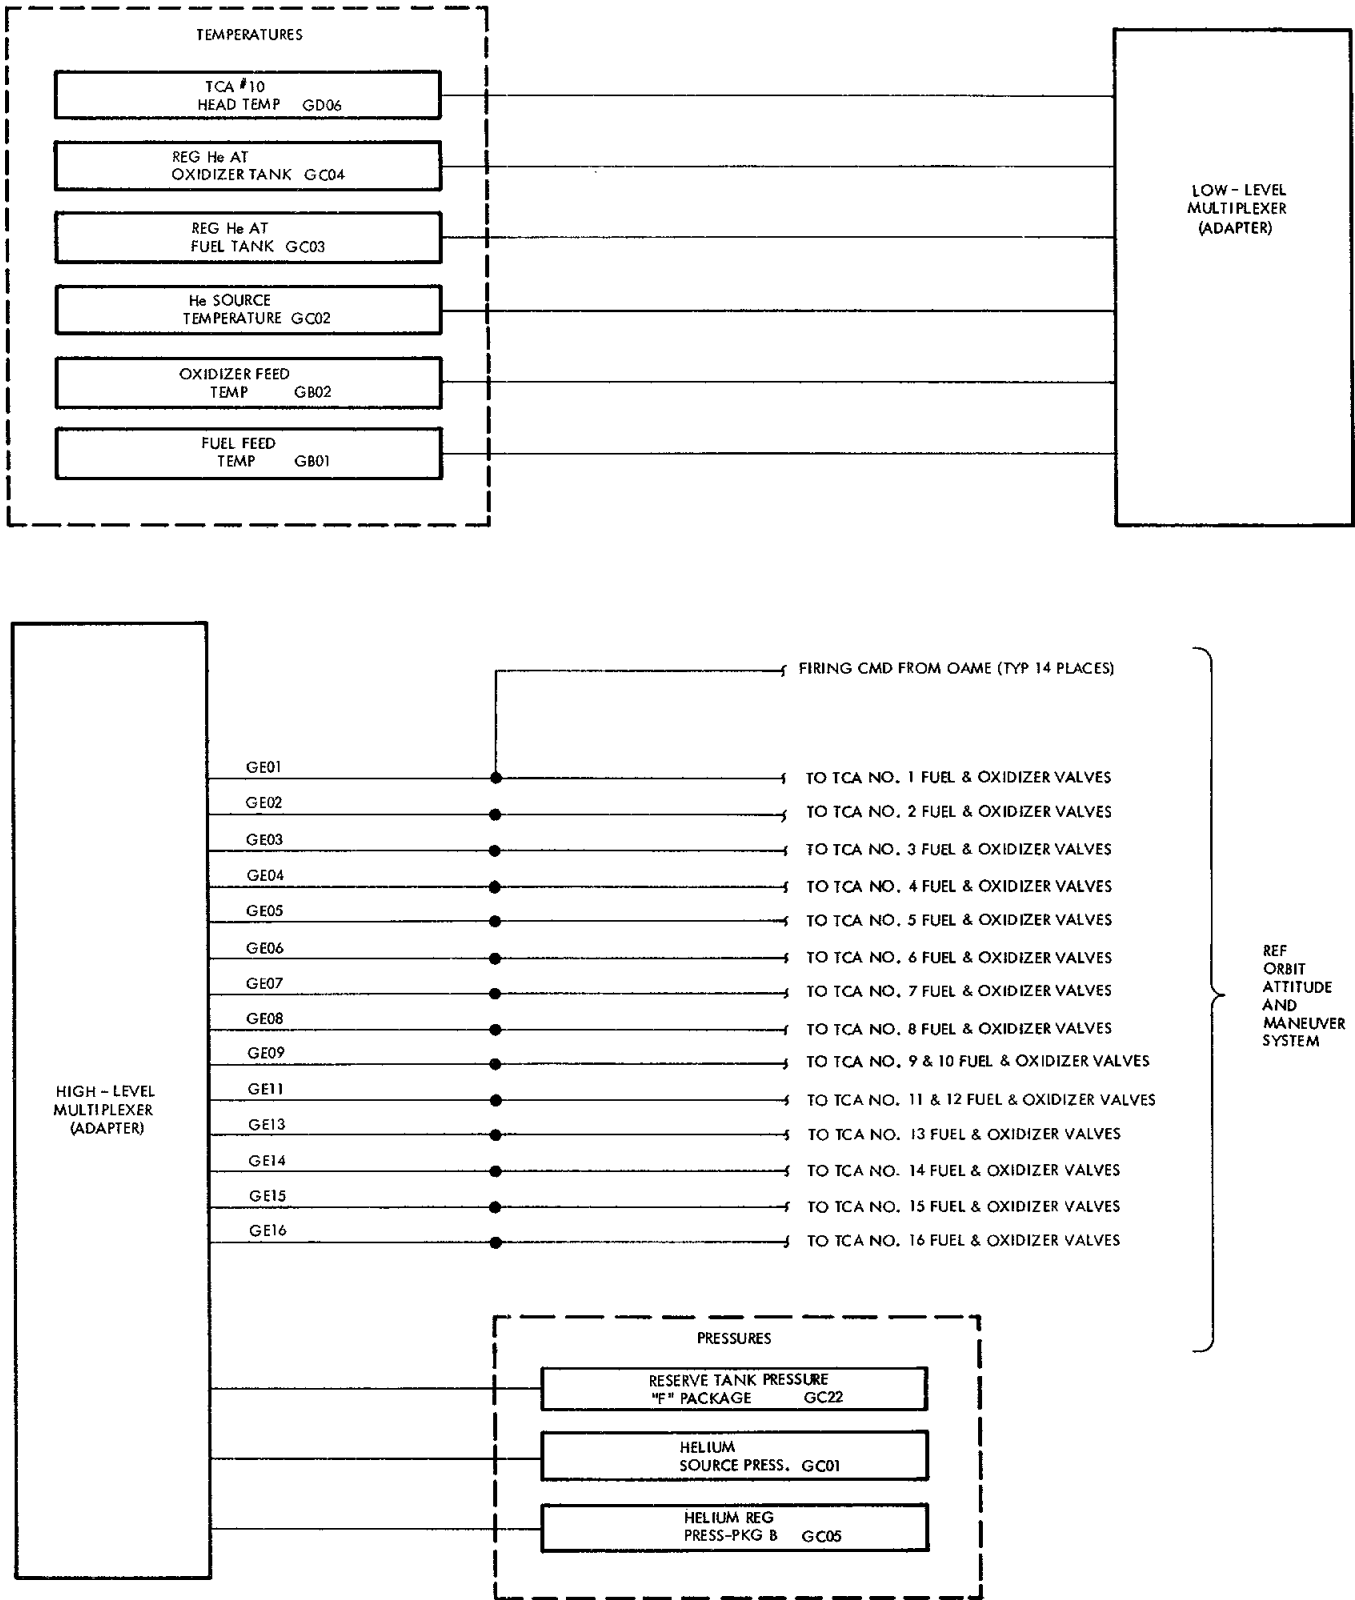 TEMPERATURES
TCA #10
HEAD TEMP GD06
REG He AT
OXIDIZER TANK GC04
REG He AT
FUEL TANK GC03
He SOURCE
TEMPERATURE GC02
OXIDIZER FEED
TEMP GB02
FUEL FEED
TEMP GB01
LOW-LEVEL
MULTIPLEXER
(ADAPTER)
HIGH-LEVEL
MULTIPLEXER
(ADAPTER)
FIRING CMD FROM OAME (TYP 14 PLACES)
GE01 TO TCA NO. 1 FUEL & OXIDIZER VALVES
GE02 TO TCA NO. 2 FUEL & OXIDIZER VALVES
GE03 TO TCA NO. 3 FUEL & OXIDIZER VALVES
GE04 TO TCA NO. 4 FUEL & OXIDIZER VALVES
GE05 TO TCA NO. 5 FUEL & OXIDIZER VALVES
GE06 TO TCA NO. 6 FUEL & OXIDIZER VALVES
GE07 TO TCA NO. 7 FUEL & OXIDIZER VALVES
GE08 TO TCA NO. 8 FUEL & OXIDIZER VALVES
GE09 TO TCA NO. 9 & 10 FUEL & OXIDIZER VALVES
GE11 TO TCA NO. 11 & 12 FUEL & OXIDIZER VALVES
GE13 TO TCA NO. 13 FUEL & OXIDIZER VALVES
GE14 TO TCA NO. 14 FUEL & OXIDIZER VALVES
GE15 TO TCA NO. 15 FUEL & OXIDIZER VALVES
GE16 TO TCA NO. 16 FUEL & OXIDIZER VALVES
REF
ORBIT
ATTITUDE
AND
MANEUVER
SYSTEM
PRESSURES
RESERVE TANK PRESSURE
"F" PACKAGE GC22
HELIUM
SOURCE PRESS. GC01
HELIUM REG
PRESS-PKG B GC05